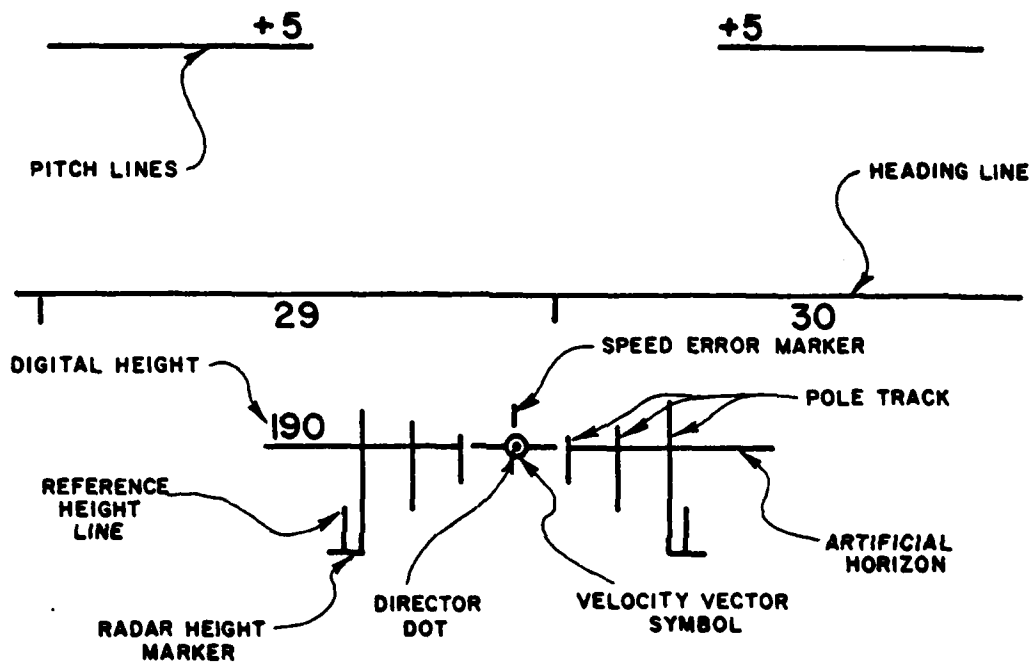 +5
+5
PITCH LINES
HEADING LINE
29
30
SPEED ERROR MARKER
DIGITAL HEIGHT
POLE TRACK
190
REFERENCE
HEIGHT
LINE
ARTIFICIAL
HORIZON
DIRECTOR
DOT
VELOCITY VECTOR
SYMBOL
RADAR HEIGHT
MARKER